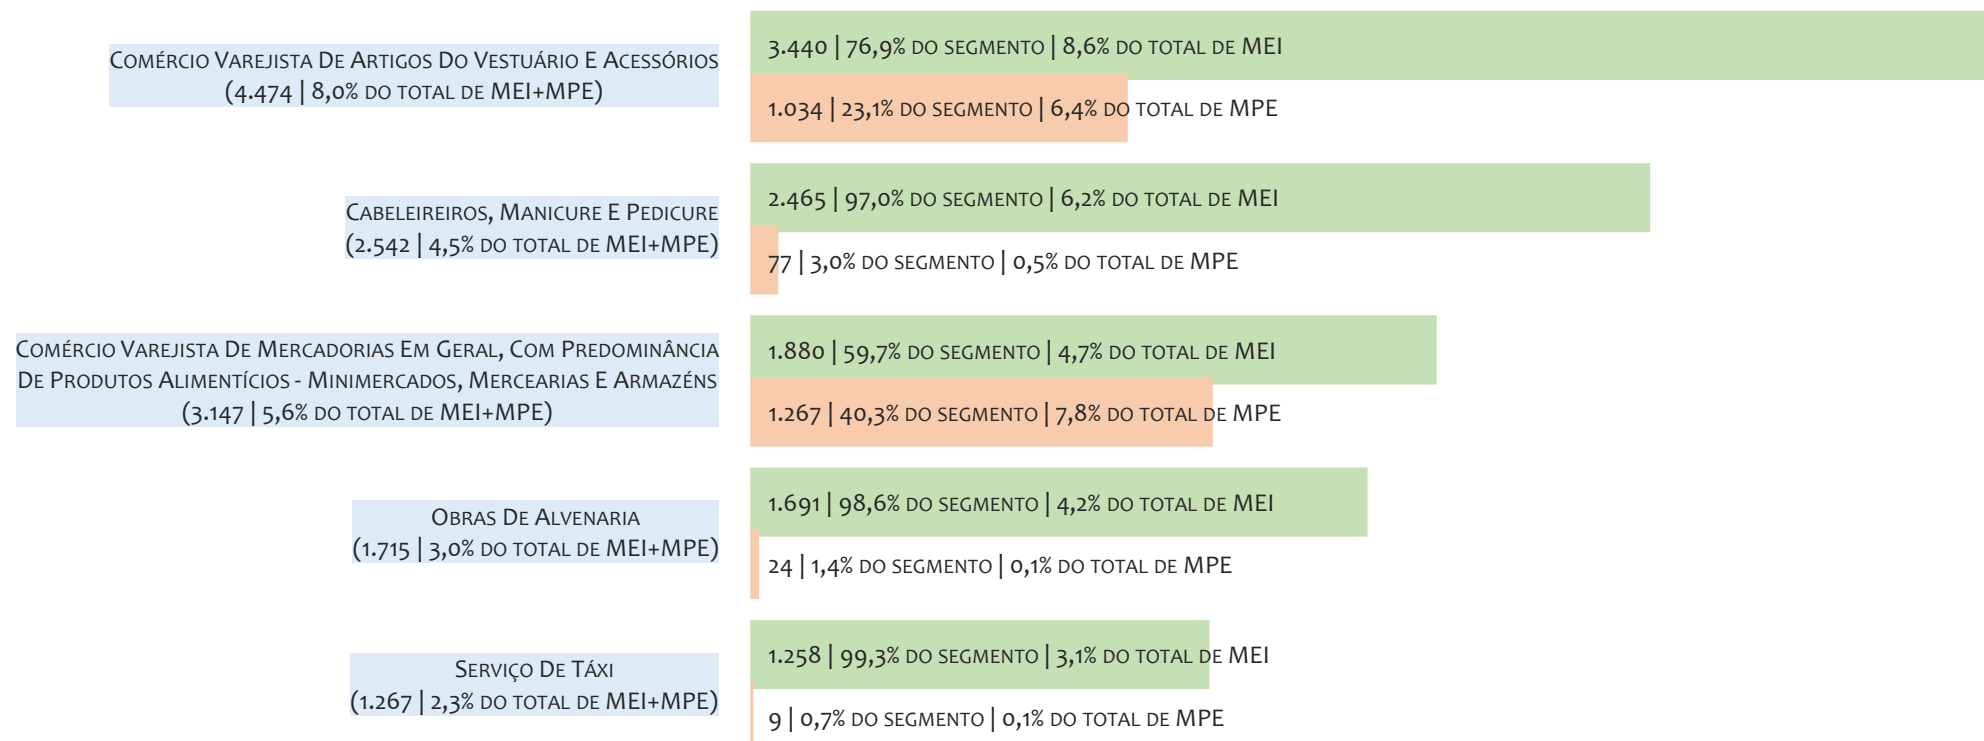 Comércio Varejista De Artigos Do Vestuário E Acessórios
(4.474 | 8,0% do total de MEI+MPE)
3.440 | 76,9% do segmento | 8,6% do total de MEI
1.034 | 23,1% do segmento | 6,4% do total de MPE
Cabeleireiros, Manicure E Pedicure
(2.542 | 4,5% do total de MEI+MPE)
2.465 | 97,0% do segmento | 6,2% do total de MEI
77 | 3,0% do segmento | 0,5% do total de MPE
Comércio Varejista De Mercadorias Em Geral, Com Predominância
De Produtos Alimentícios - Minimercados, Mercearias E Armazéns
(3.147 | 5,6% do total de MEI+MPE)
1.880 | 59,7% do segmento | 4,7% do total de MEI
1.267 | 40,3% do segmento | 7,8% do total de MPE
Obras De Alvenaria
(1.715 | 3,0% do total de MEI+MPE)
1.691 | 98,6% do segmento | 4,2% do total de MEI
24 | 1,4% do segmento | 0,1% do total de MPE
Serviço De Táxi
(1.267 | 2,3% do total de MEI+MPE)
1.258 | 99,3% do segmento | 3,1% do total de MEI
9 | 0,7% do segmento | 0,1% do total de MPE